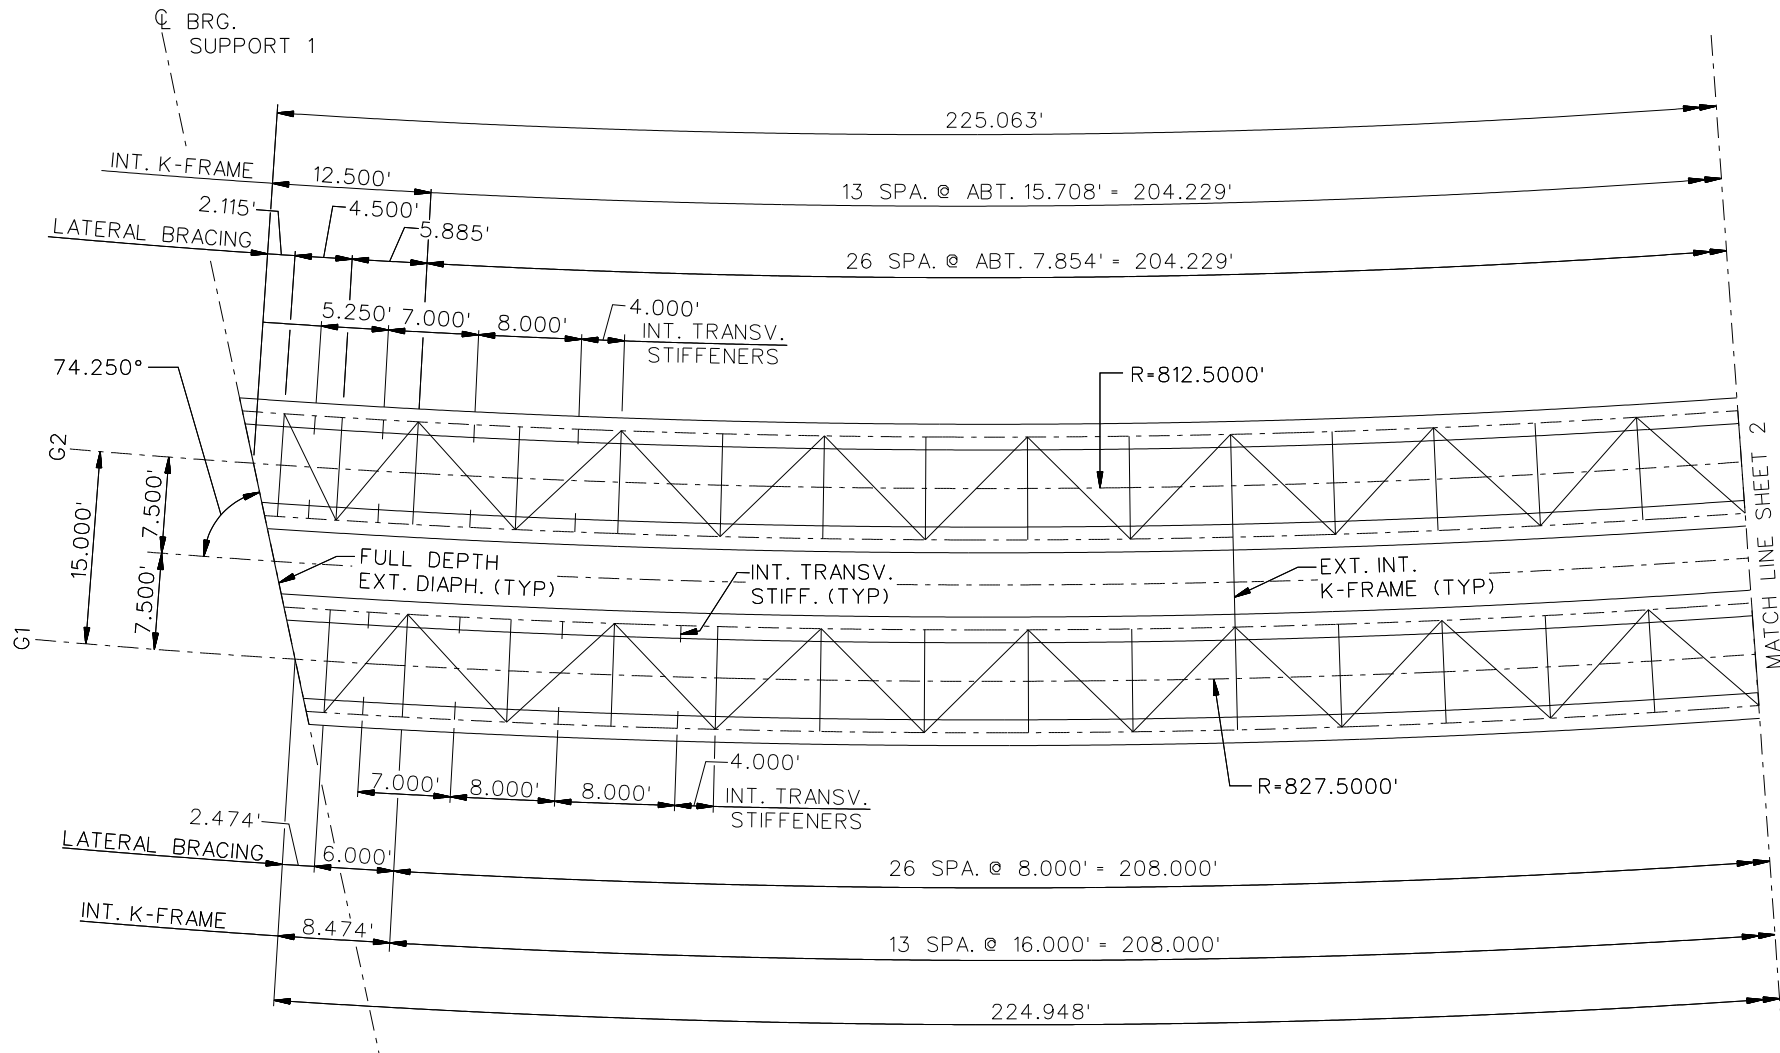 ℄ BRG.
SUPPORT 1
225.063'
INT. K-FRAME
12.500'
13 SPA. @ ABT. 15.708' = 204.229'
2.115'
4.500'
5.885'
LATERAL BRACING
26 SPA. @ ABT. 7.854' = 204.229'
5.250'
7.000'
8.000'
4.000'
INT. TRANSV.
STIFFENERS
74.250°
R=812.5000'
G2
7.500'
15.000'
7.500'
G1
FULL DEPTH
EXT. DIAPH. (TYP)
INT. TRANSV.
STIFF. (TYP)
EXT. INT.
K-FRAME (TYP)
MATCH LINE SHEET 2
R=827.5000'
4.000'
7.000'
8.000'
8.000'
INT. TRANSV.
STIFFENERS
2.474'
LATERAL BRACING
6.000'
26 SPA. @ 8.000' = 208.000'
INT. K-FRAME
8.474'
13 SPA. @ 16.000' = 208.000'
224.948'